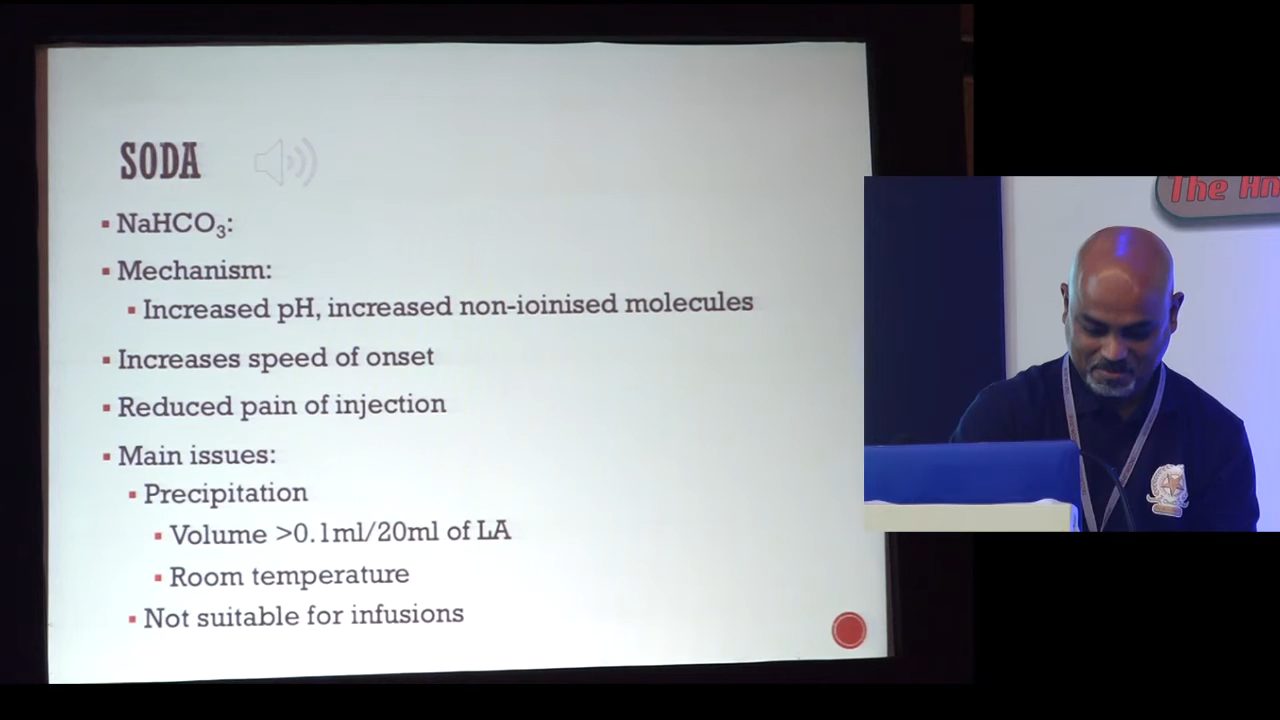 SODA
▪ NaHCO₃:
▪ Mechanism:
▪ Increased pH, increased non-ioinised molecules
▪ Increases speed of onset
▪ Reduced pain of injection
▪ Main issues:
▪ Precipitation
▪ Volume >0.1ml/20ml of LA
▪ Room temperature
▪ Not suitable for infusions
The